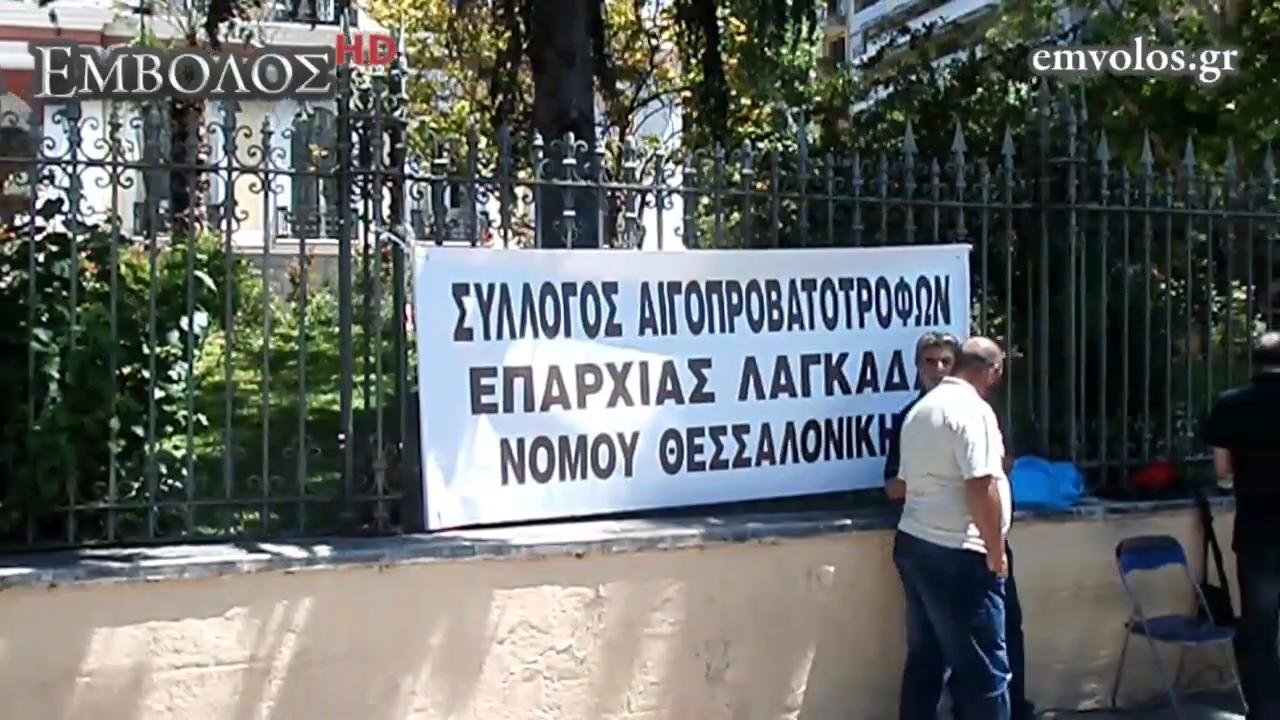 ΕΜΒΟΛΟΣ HD
emvolos.gr
ΣΥΛΛΟΓΟΣ ΑΙΓΟΠΡΟΒΑΤΟΤΡΟΦΩΝ
ΕΠΑΡΧΙΑΣ ΛΑΓΚΑΔΑ
ΝΟΜΟΥ ΘΕΣΣΑΛΟΝΙΚΗ